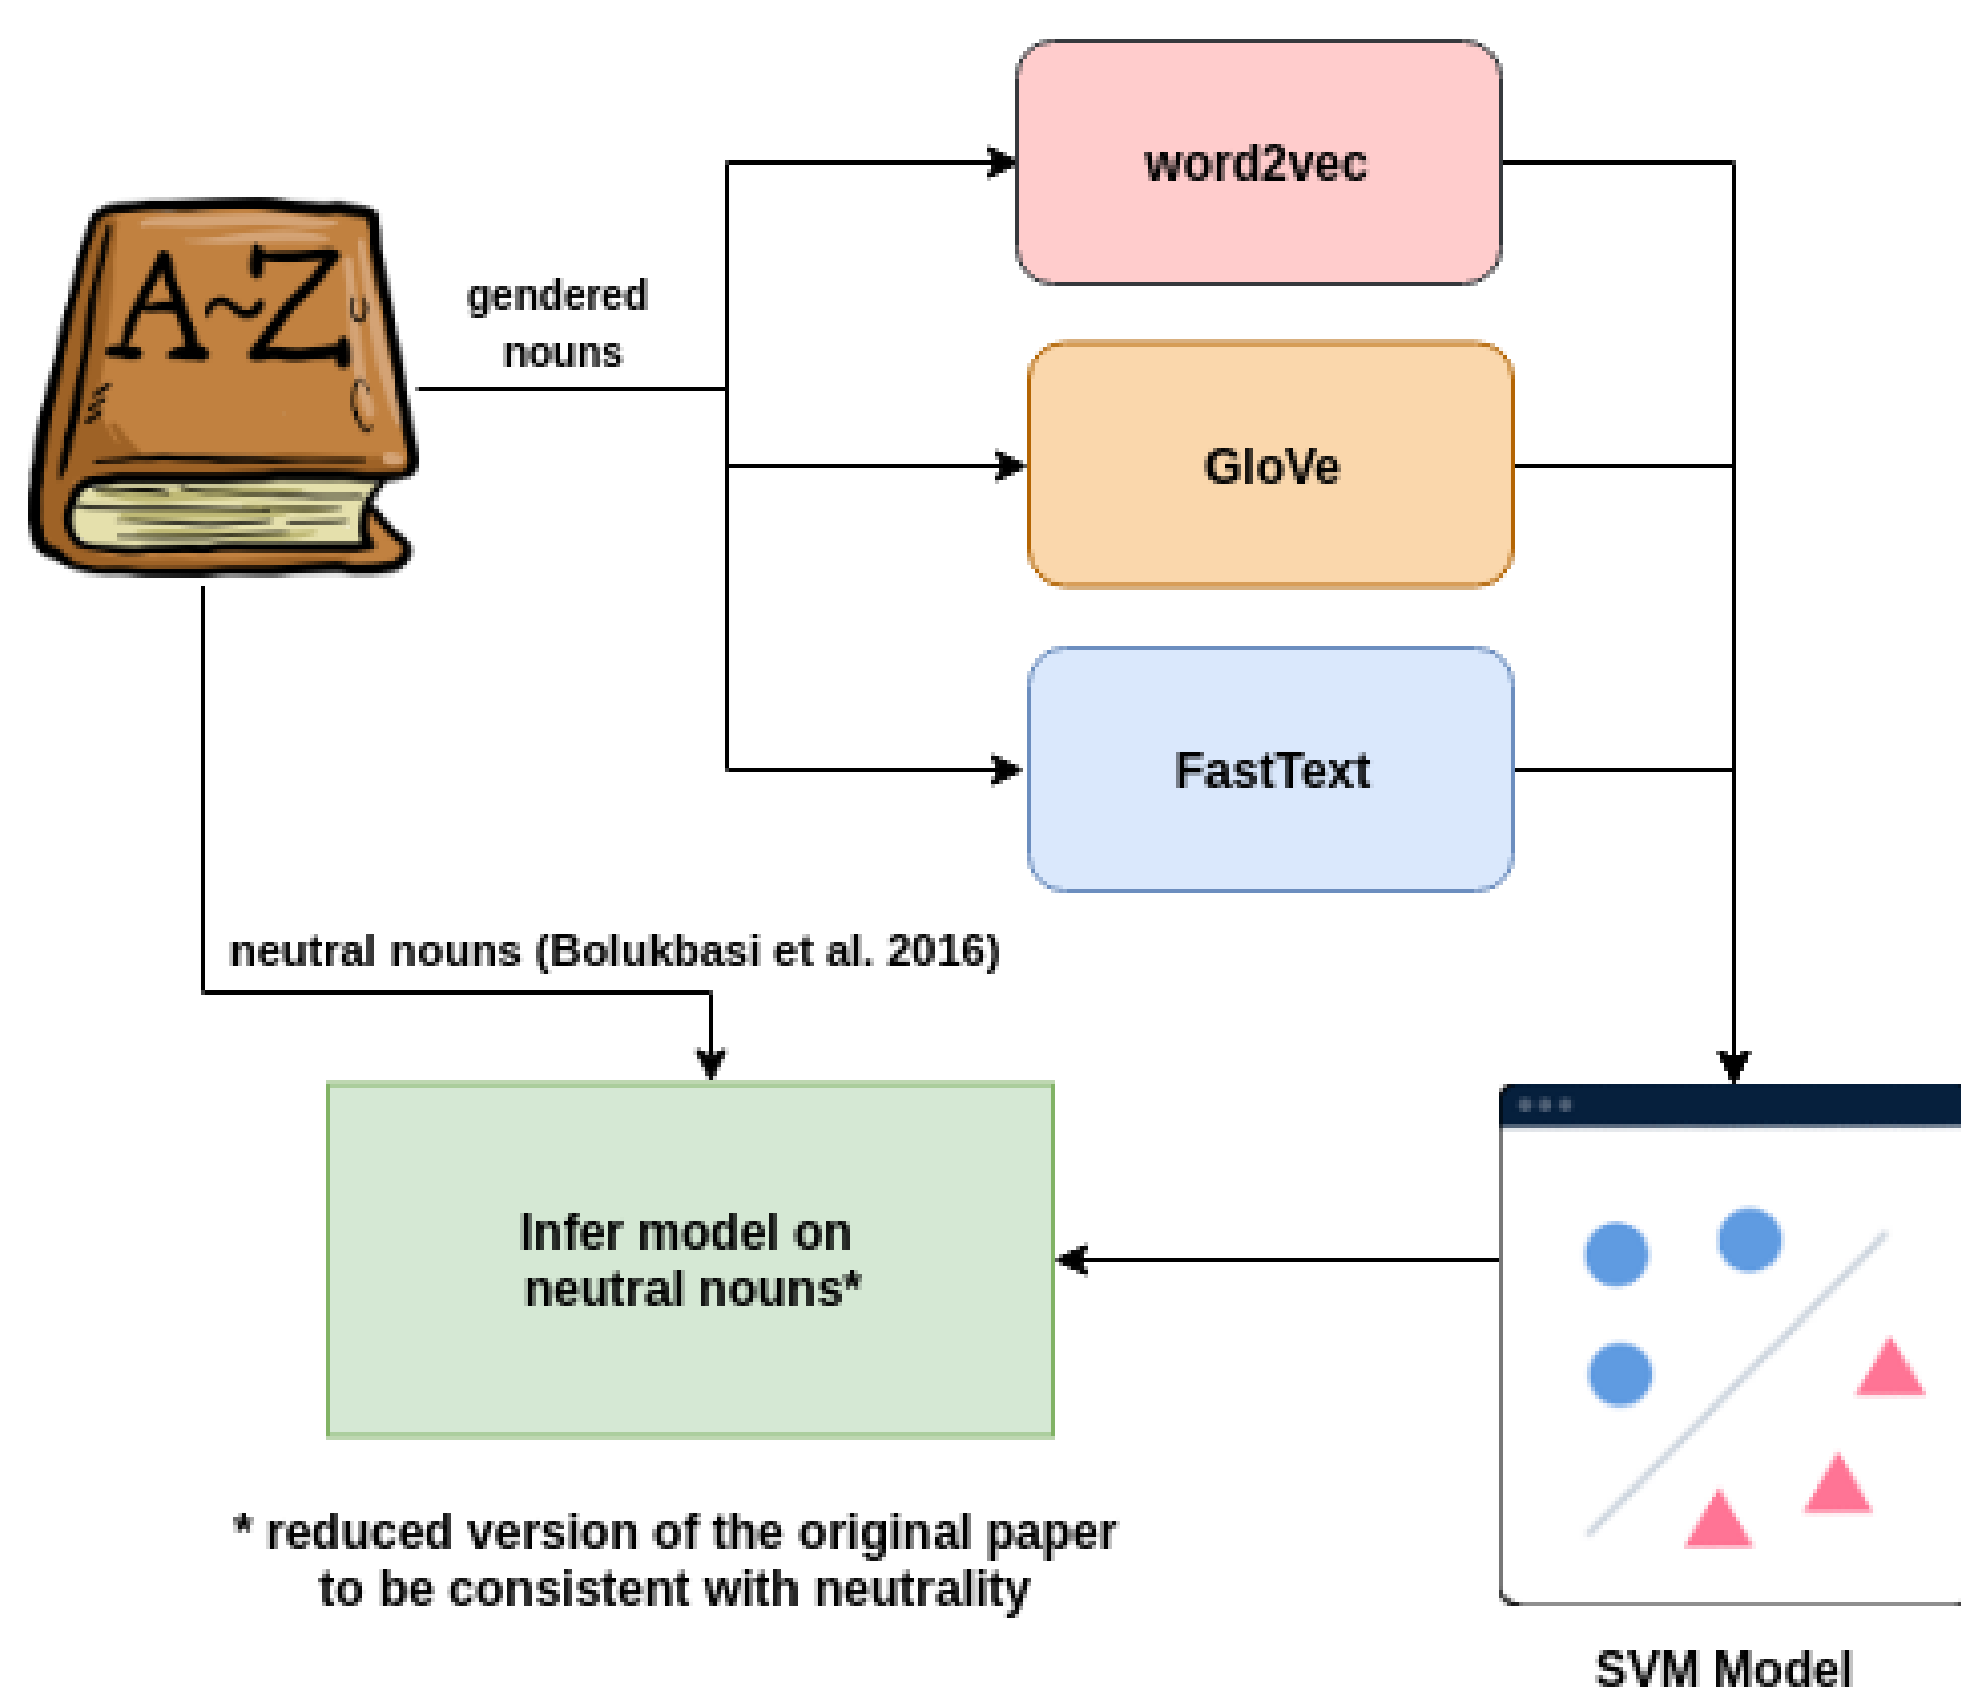 A~Z
gendered
nouns
word2vec
GloVe
FastText
neutral nouns (Bolukbasi et al. 2016)
Infer model on
neutral nouns*
* reduced version of the original paper
to be consistent with neutrality
SVM Model